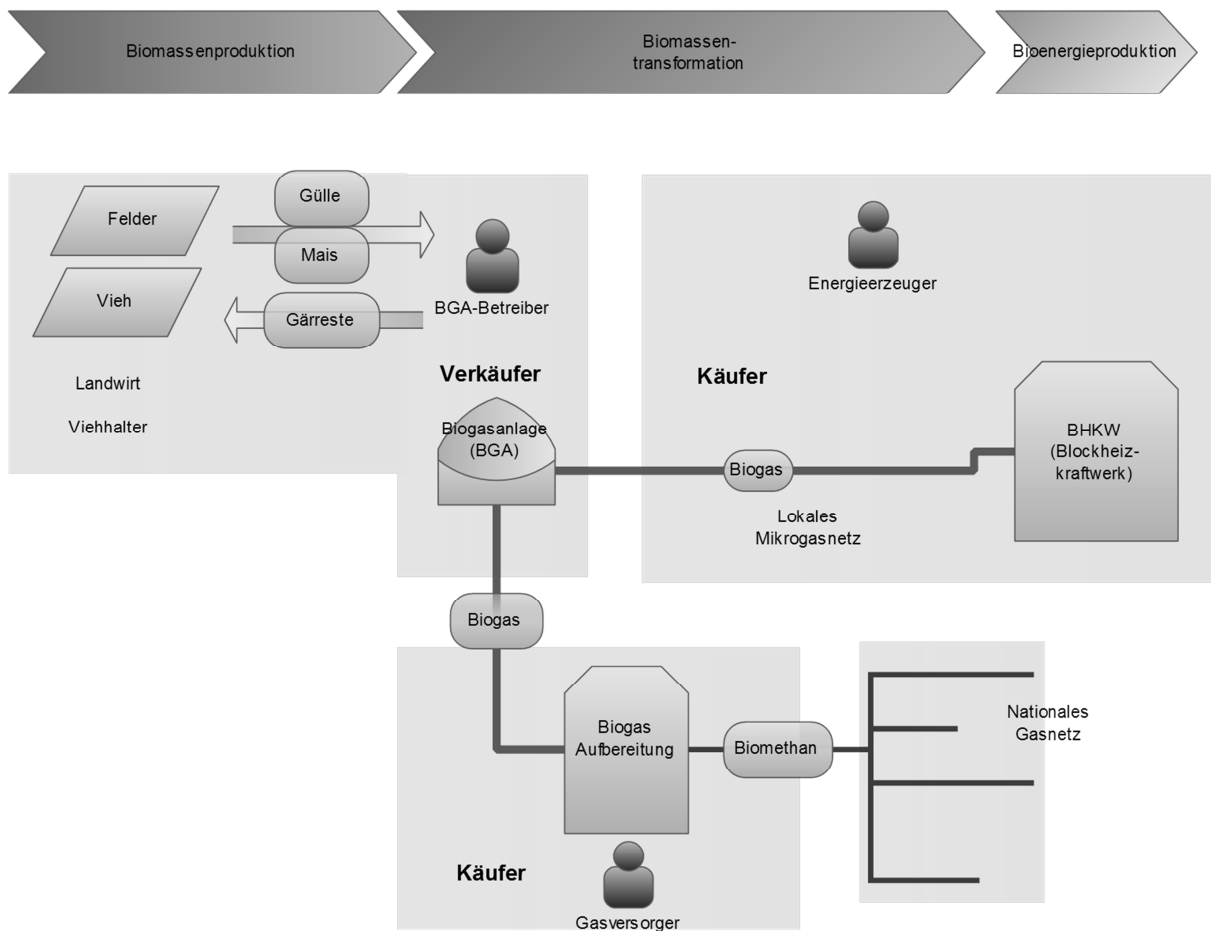 Biomassenproduktion
Biomassen-
transformation
Bioenergieproduktion
Felder
Vieh
Gülle
Mais
Gärreste
Landwirt
Viehhalter
BGA-Betreiber
Verkäufer
Biogasanlage
(BGA)
Energieerzeuger
Käufer
Biogas
Lokales
Mikrogasnetz
BHKW
(Blockheiz-
kraftwerk)
Biogas
Biogas
Aufbereitung
Biomethan
Nationales
Gasnetz
Käufer
Gasversorger